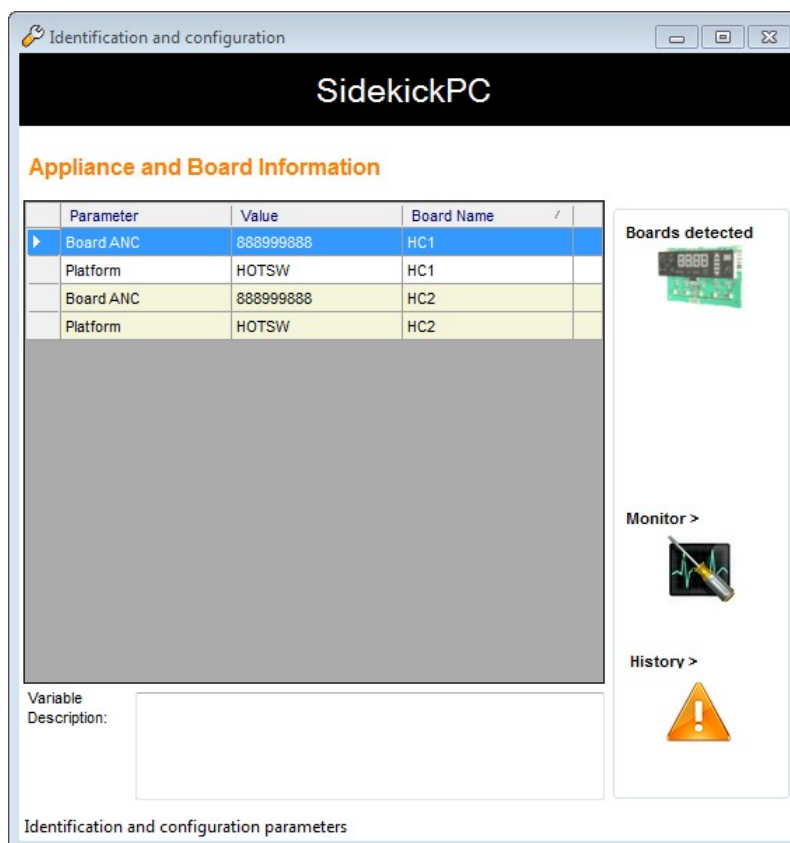 Identification and configuration
SidekickPC
Appliance and Board Information
Parameter Value Board Name
Board ANC 888999888 HC1
Platform HOTSW HC1
Board ANC 888999888 HC2
Platform HOTSW HC2
Boards detected
8888
Monitor >
History >
Variable
Description:
Identification and configuration parameters